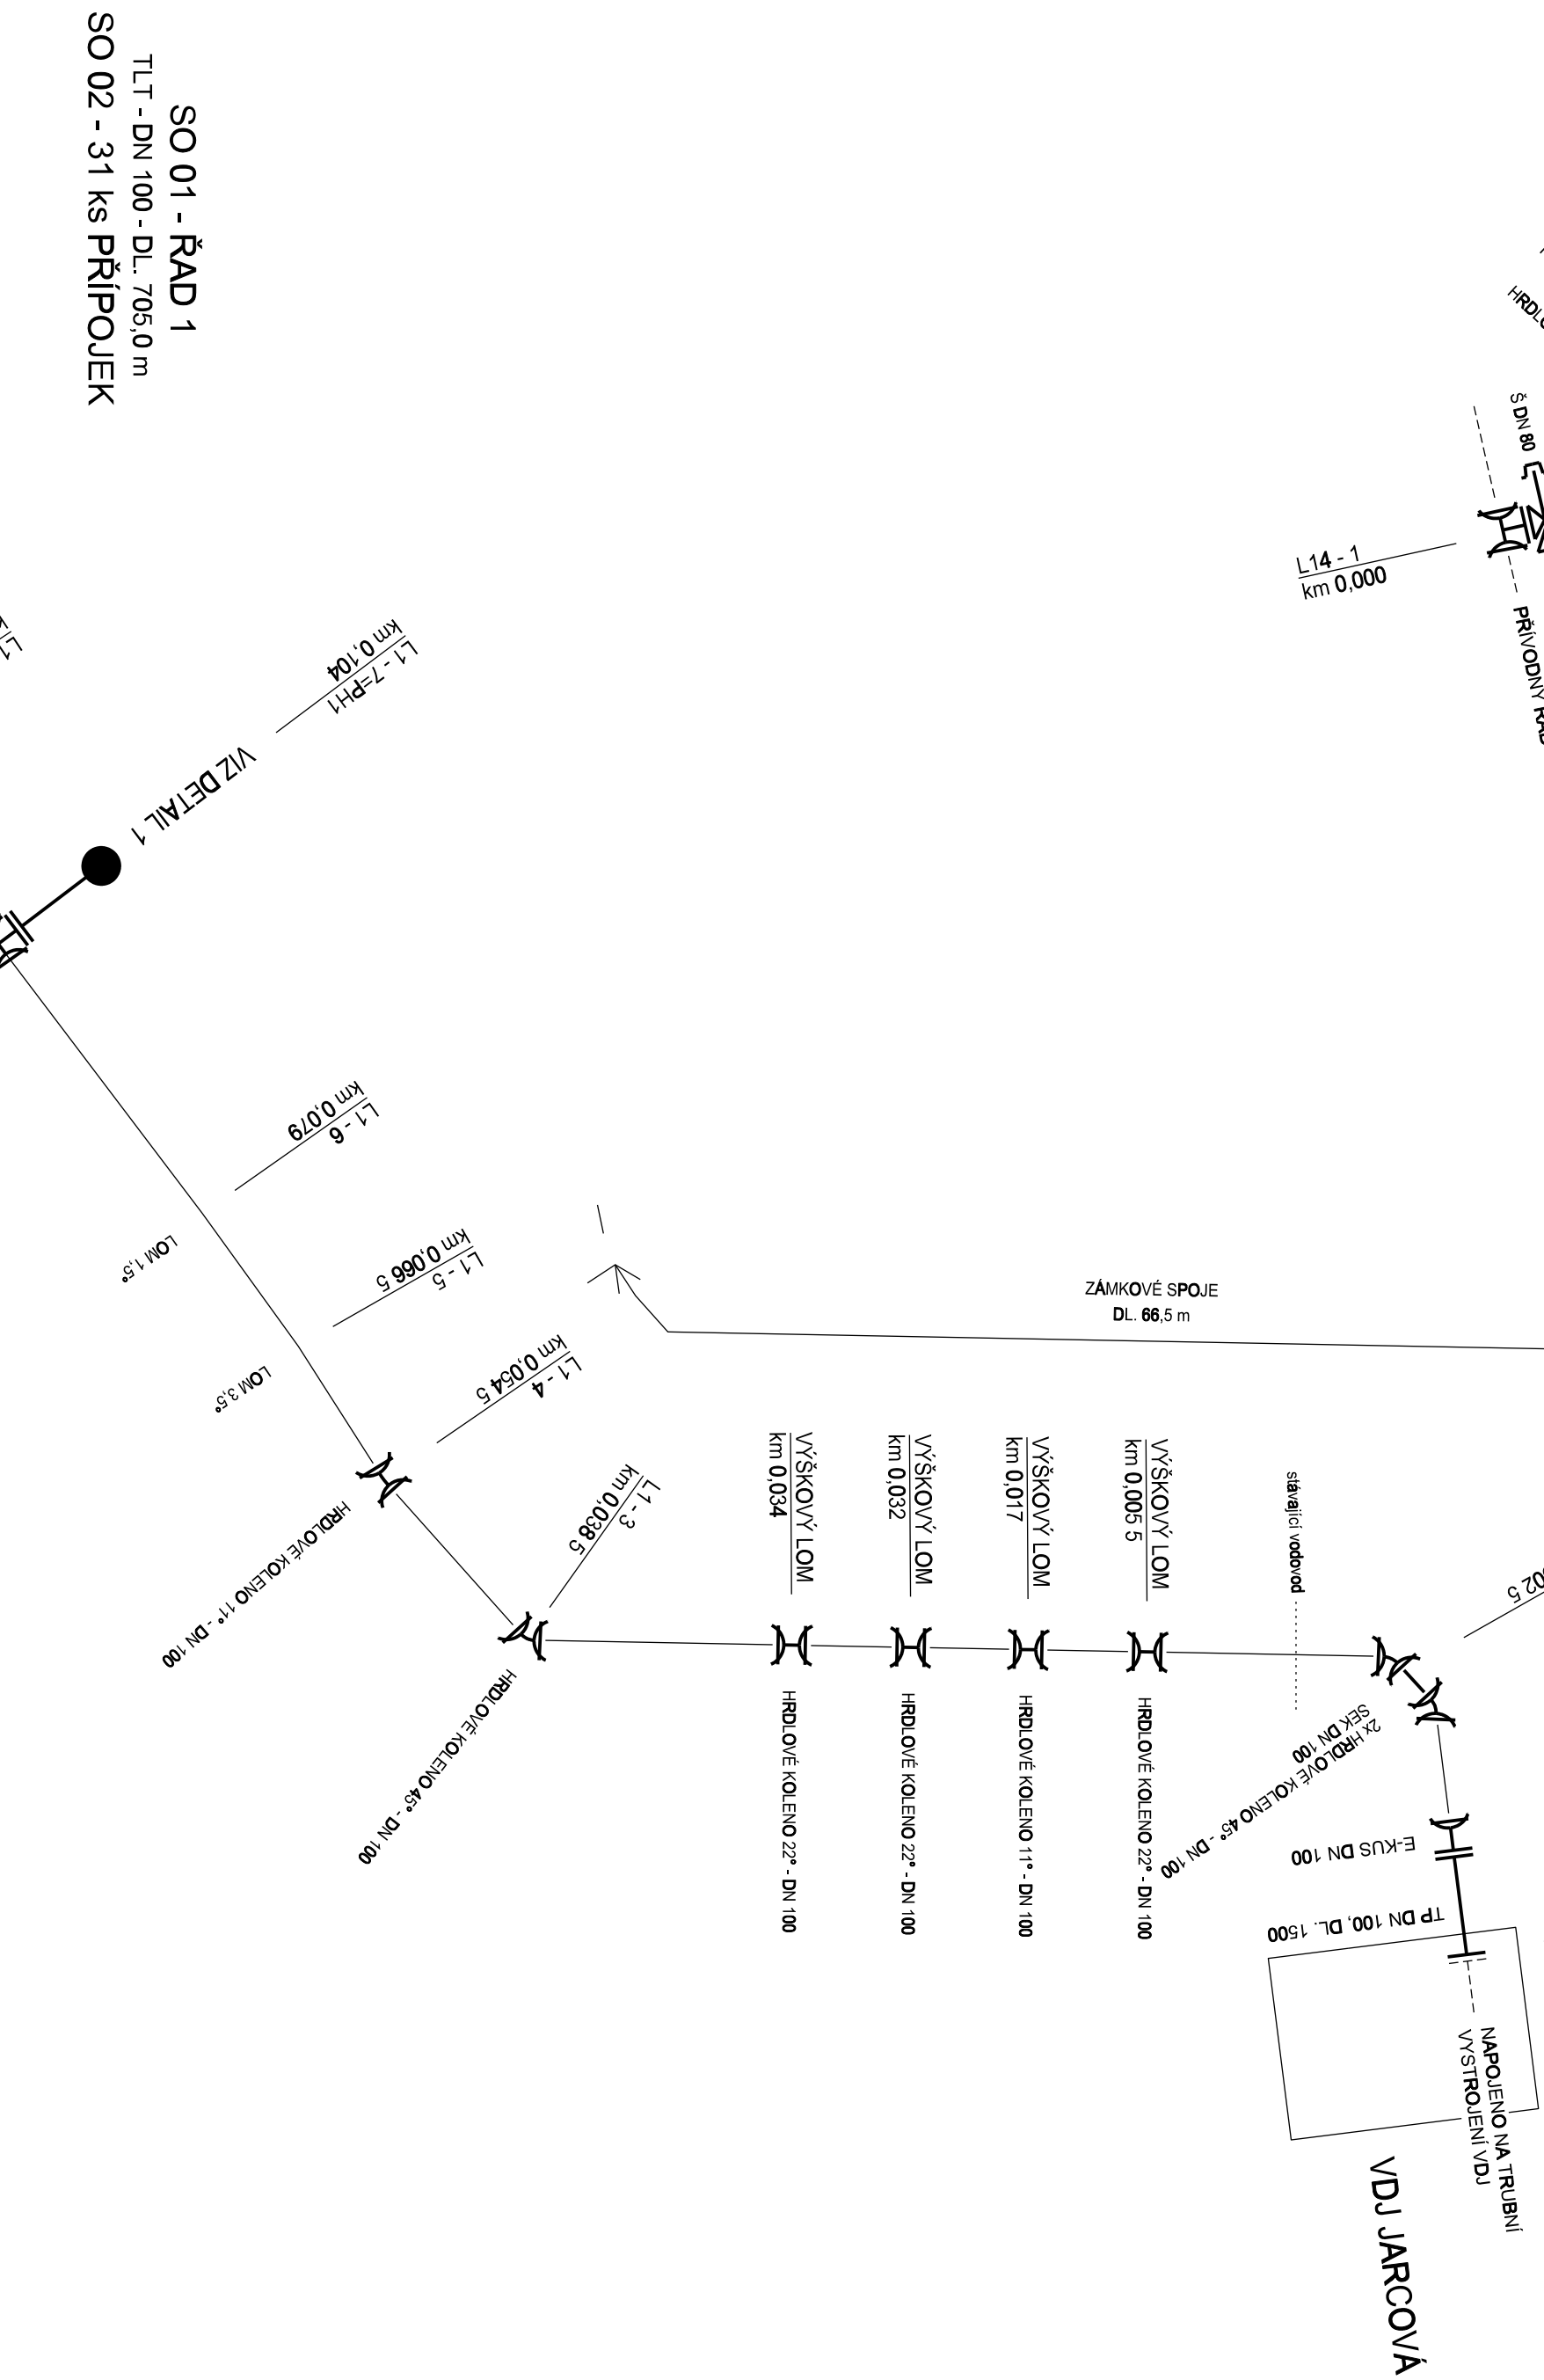 SO 01 - ŘAD 1
TLT - DN 100 - DL. 705,0 m
SO 02 - 31 ks PŘÍPOJEK
Š DN 80
L14 - 1
km 0,000
PŘÍVODNÝ ŘAD
L1 - 7=PH1
km 0,104
VIZ DETAIL 1
L1 - 6
km 0,079
LOM 1,5°
L1 - 5
km 0,066 5
LOM 3,5°
L1 - 4
km 0,054 5
HRDLOVÉ KOLENO 11° - DN 100
L1 - 3
km 0,038 5
HRDLOVÉ KOLENO 45° - DN 100
ZÁMKOVÉ SPOJE
DL. 66,5 m
VÝŠKOVÝ LOM
km 0,034
HRDLOVÉ KOLENO 22° - DN 100
VÝŠKOVÝ LOM
km 0,032
HRDLOVÉ KOLENO 22° - DN 100
VÝŠKOVÝ LOM
km 0,017
HRDLOVÉ KOLENO 11° - DN 100
VÝŠKOVÝ LOM
km 0,005 5
HRDLOVÉ KOLENO 22° - DN 100
stávající vodovod
02 5
2x HRDLOVÉ KOLENO 45° - DN 100
SEK DN 100
E-KUS DN 100
TP DN 100, DL. 1500
NAPOJENO NA TRUBNÍ
VYSTROJENÍ VDJ
VDJ JARCOVÁ